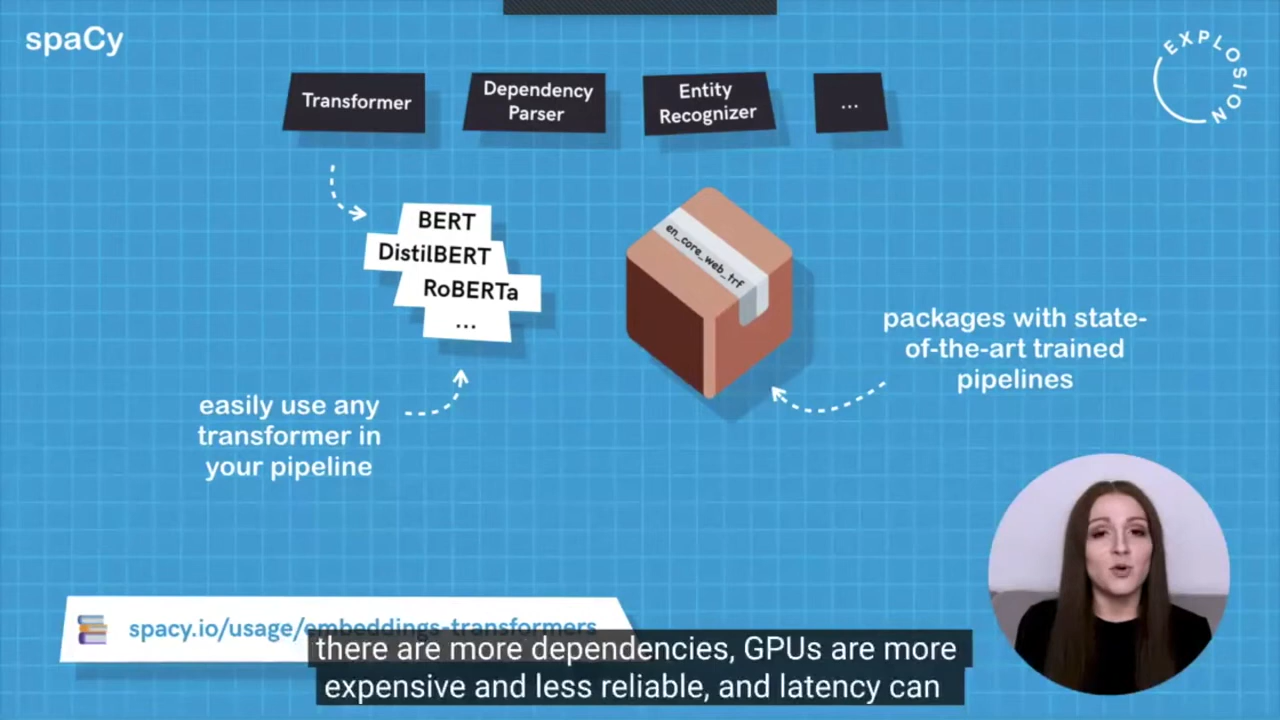 spaCy
EXPLOSION
Transformer
Dependency
Parser
Entity
Recognizer
...
BERT
DistilBERT
RoBERTa
...
en_core_web_trf
packages with state-
of-the-art trained
pipelines
easily use any
transformer in
your pipeline
spacy.io/usage/embeddings-transformers
there are more dependencies, GPUs are more
expensive and less reliable, and latency can